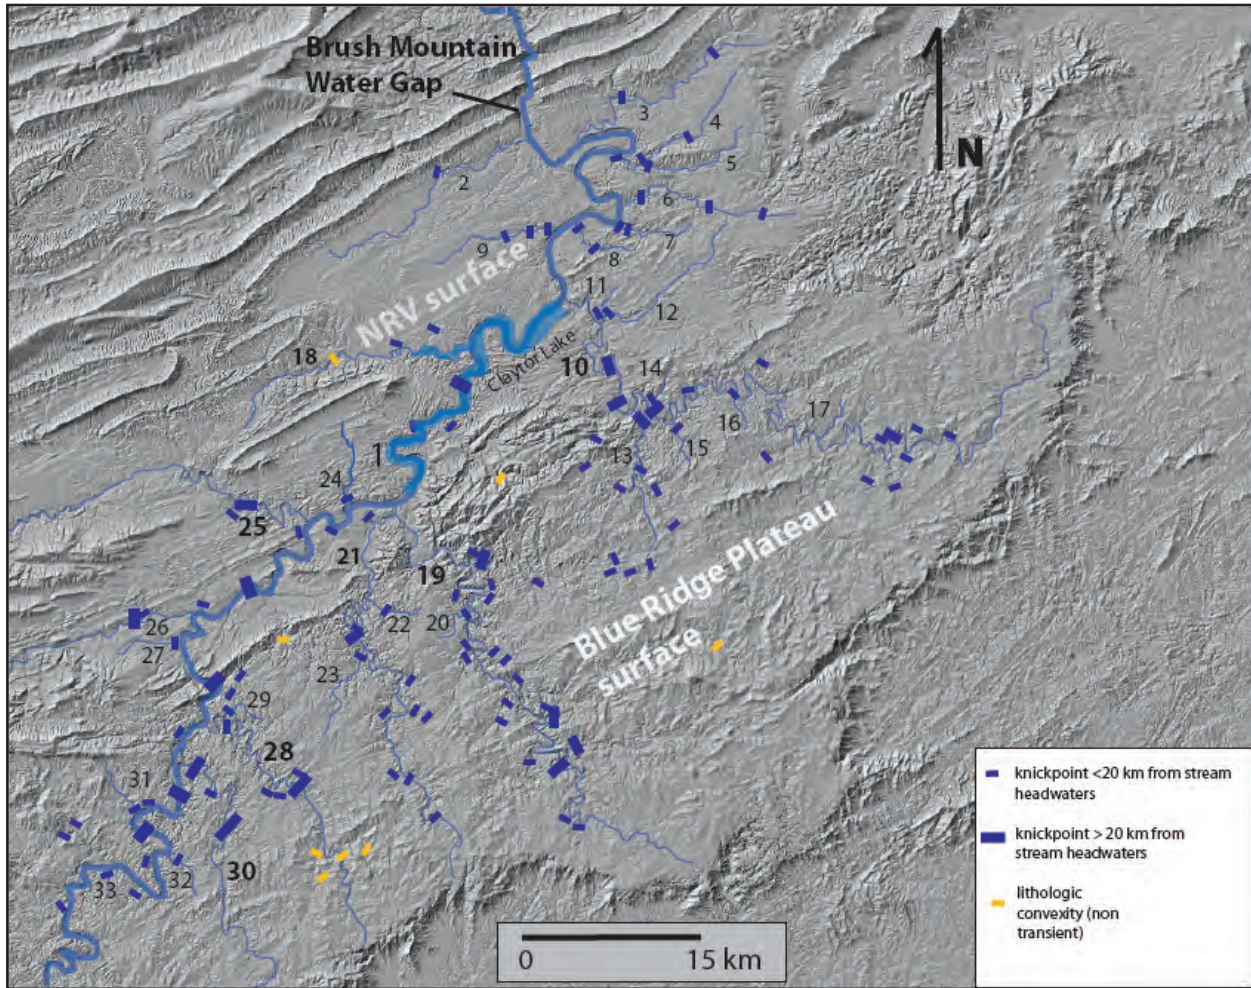 Brush Mountain
Water Gap
N
3
4
5
2
6
7
9
8
NRV surface
11
12
18
Claytor Lake
10
14
17
16
1
13
15
24
25
21
19
Blue Ridge Plateau
surface
26
22
20
27
23
29
28
31
30
33
32
0 15 km
knickpoint <20 km from stream
headwaters
knickpoint > 20 km from
stream headwaters
lithologic
convexity (non
transient)